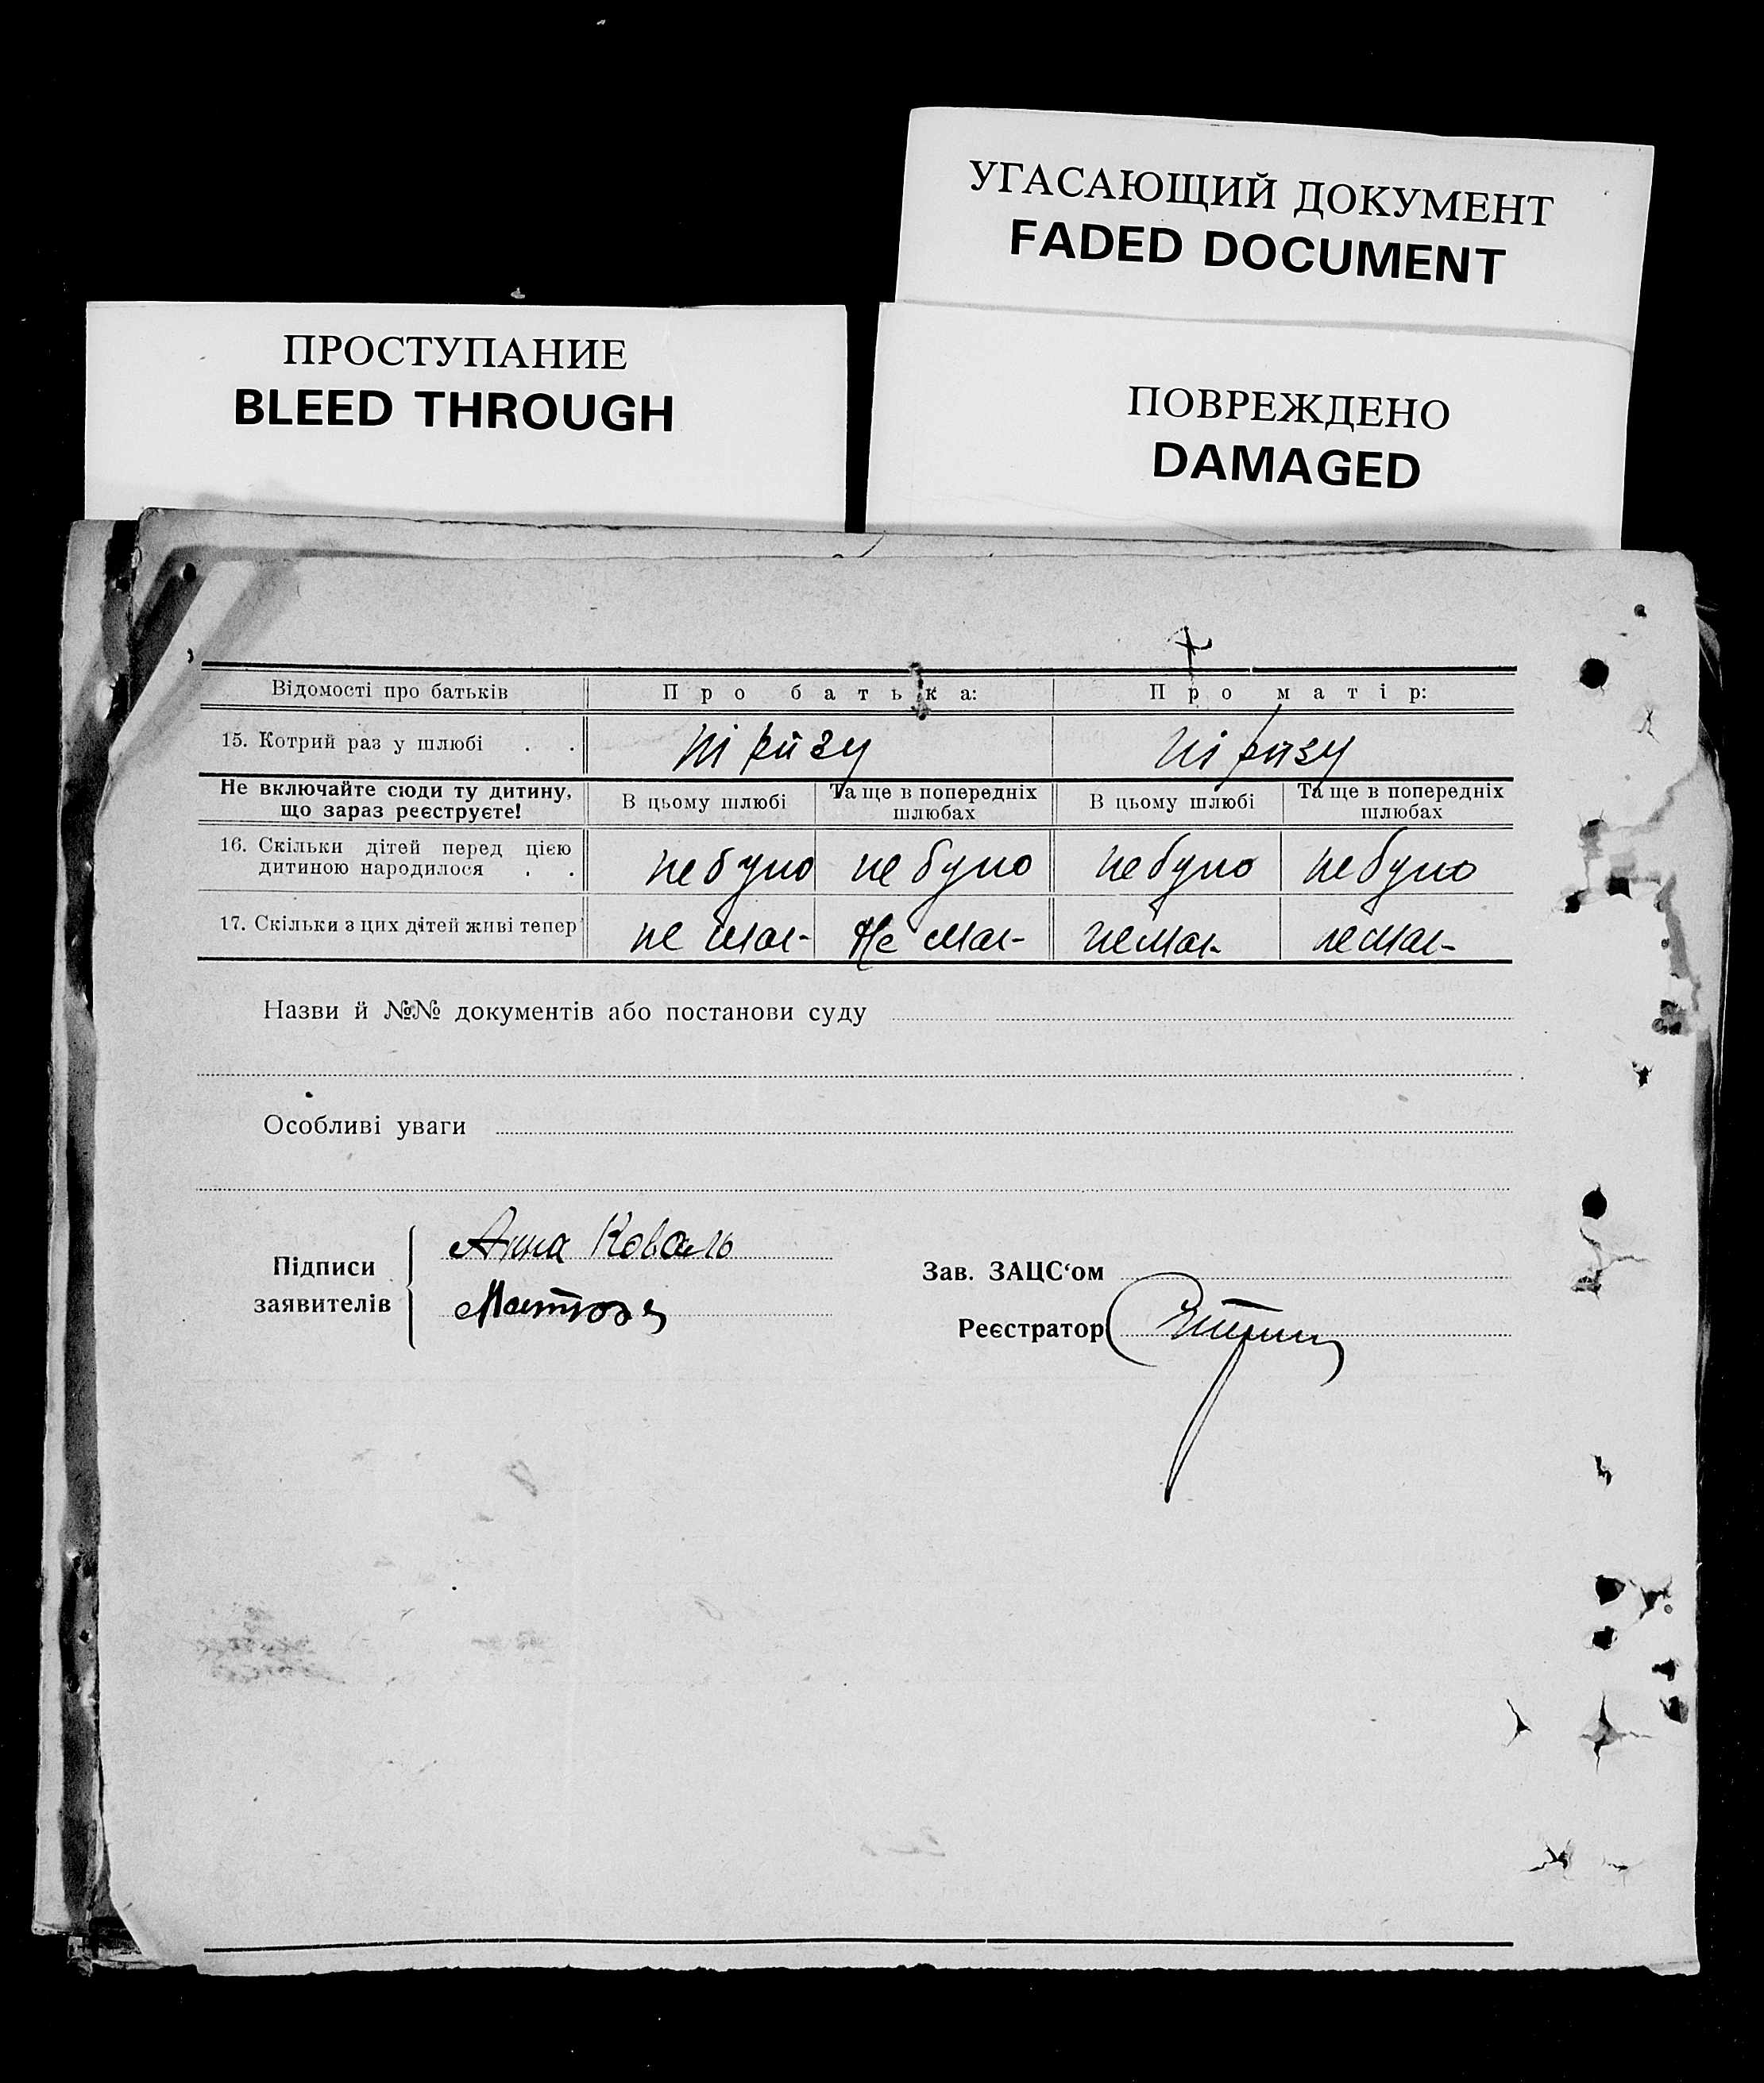 УГАСАЮЩИЙ ДОКУМЕНТ
FADED DOCUMENT
ПРОСТУПАНИЕ
BLEED THROUGH
ПОВРЕЖДЕНО
DAMAGED
Відомості про батьків Про батька: Про матір:
15. Котрий раз у шлюбі . . ні разу ні разу
Не включайте сюди ту дитину, що зараз реєструєте! В цьому шлюбі Та ще в попередніх шлюбах В цьому шлюбі Та ще в попередніх шлюбах
16. Скільки дітей перед цією дитиною народилося . . не було не було не було не було
17. Скільки з цих дітей живі тепер не має не має немає немає
Назви й №№ документів або постанови суду
Особливі уваги
Підписи заявителів
Анна Коваль
Зав. ЗАЦС‘ом
Реєстратор